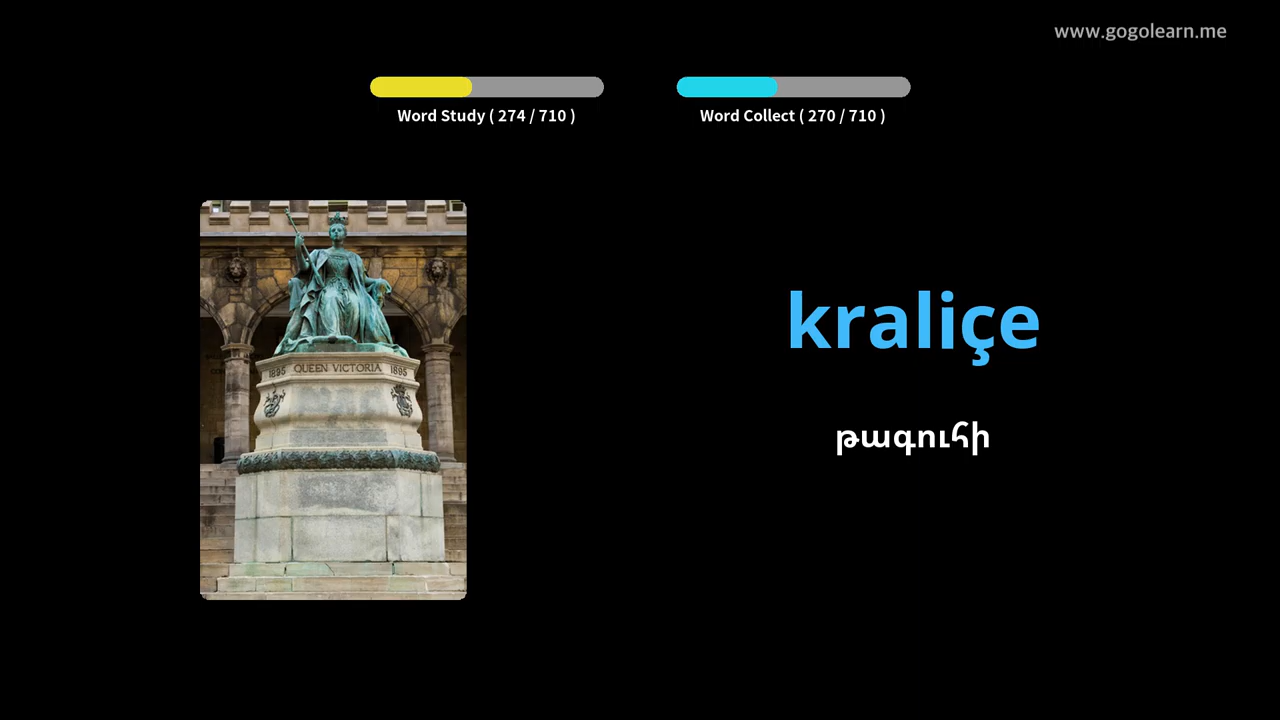 www.gogolearn.me
Word Study ( 274 / 710 )
Word Collect ( 270 / 710 )
1895 QUEEN VICTORIA 1895
kraliçe
թագուհի